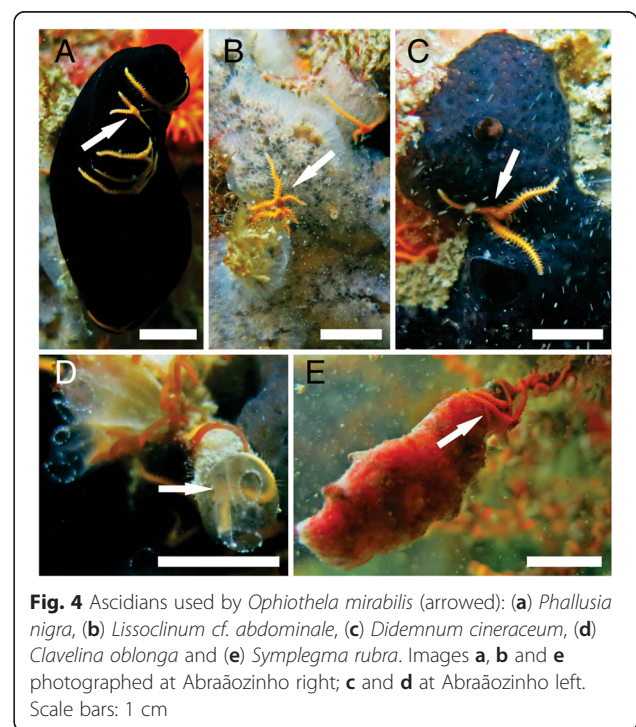 A
B
C
D
E
Fig. 4 Ascidians used by Ophiothela mirabilis (arrowed): (a) Phallusia
nigra, (b) Lissoclinum cf. abdominale, (c) Didemnum cineraceum, (d)
Clavelina oblonga and (e) Symplegma rubra. Images a, b and e
photographed at Abraãozinho right; c and d at Abraãozinho left.
Scale bars: 1 cm